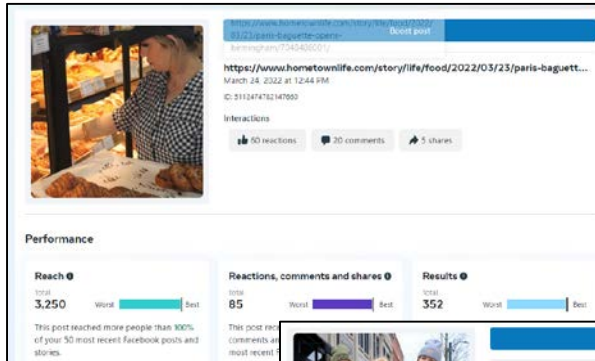 https://www.hometownlife.com/story/life/food/2022/
03/23/paris-baguette-opens-
birmingham/7040486001/
Boost post
https://www.hometownlife.com/story/life/food/2022/03/23/paris-baguett...
March 24, 2022 at 12:44 PM
ID: 5112474782147660
Interactions
60 reactions
20 comments
5 shares
Performance
Reach
Total
3,250
Worst
Best
This post reached more people than 100%
of your 50 most recent Facebook posts and
stories.
Reactions, comments and shares
Total
85
Worst
Best
This post rec
comments an
most recent F
Results
Total
352
Worst
Best